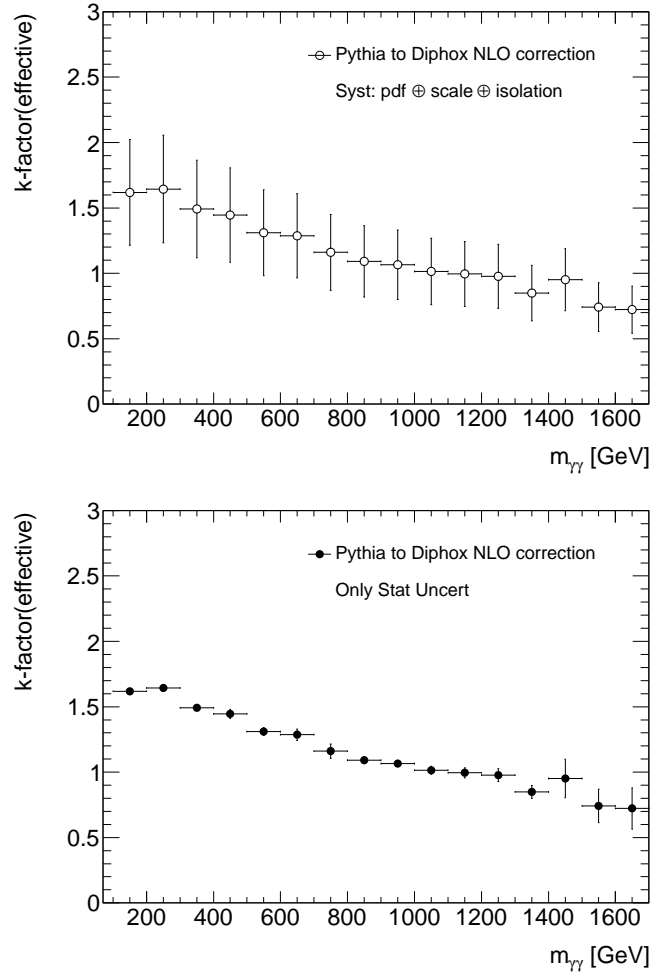 k-factor(effective)
3
2.5
2
1.5
1
0.5
0
Pythia to Diphox NLO correction
Syst: pdf ⊕ scale ⊕ isolation
200 400 600 800 1000 1200 1400 1600
mγγ [GeV]
k-factor(effective)
3
2.5
2
1.5
1
0.5
0
Pythia to Diphox NLO correction
Only Stat Uncert
200 400 600 800 1000 1200 1400 1600
mγγ [GeV]